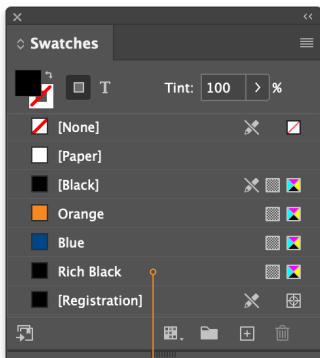 Swatches
T Tint: 100 %
[None]
[Paper]
[Black]
Orange
Blue
Rich Black
[Registration]